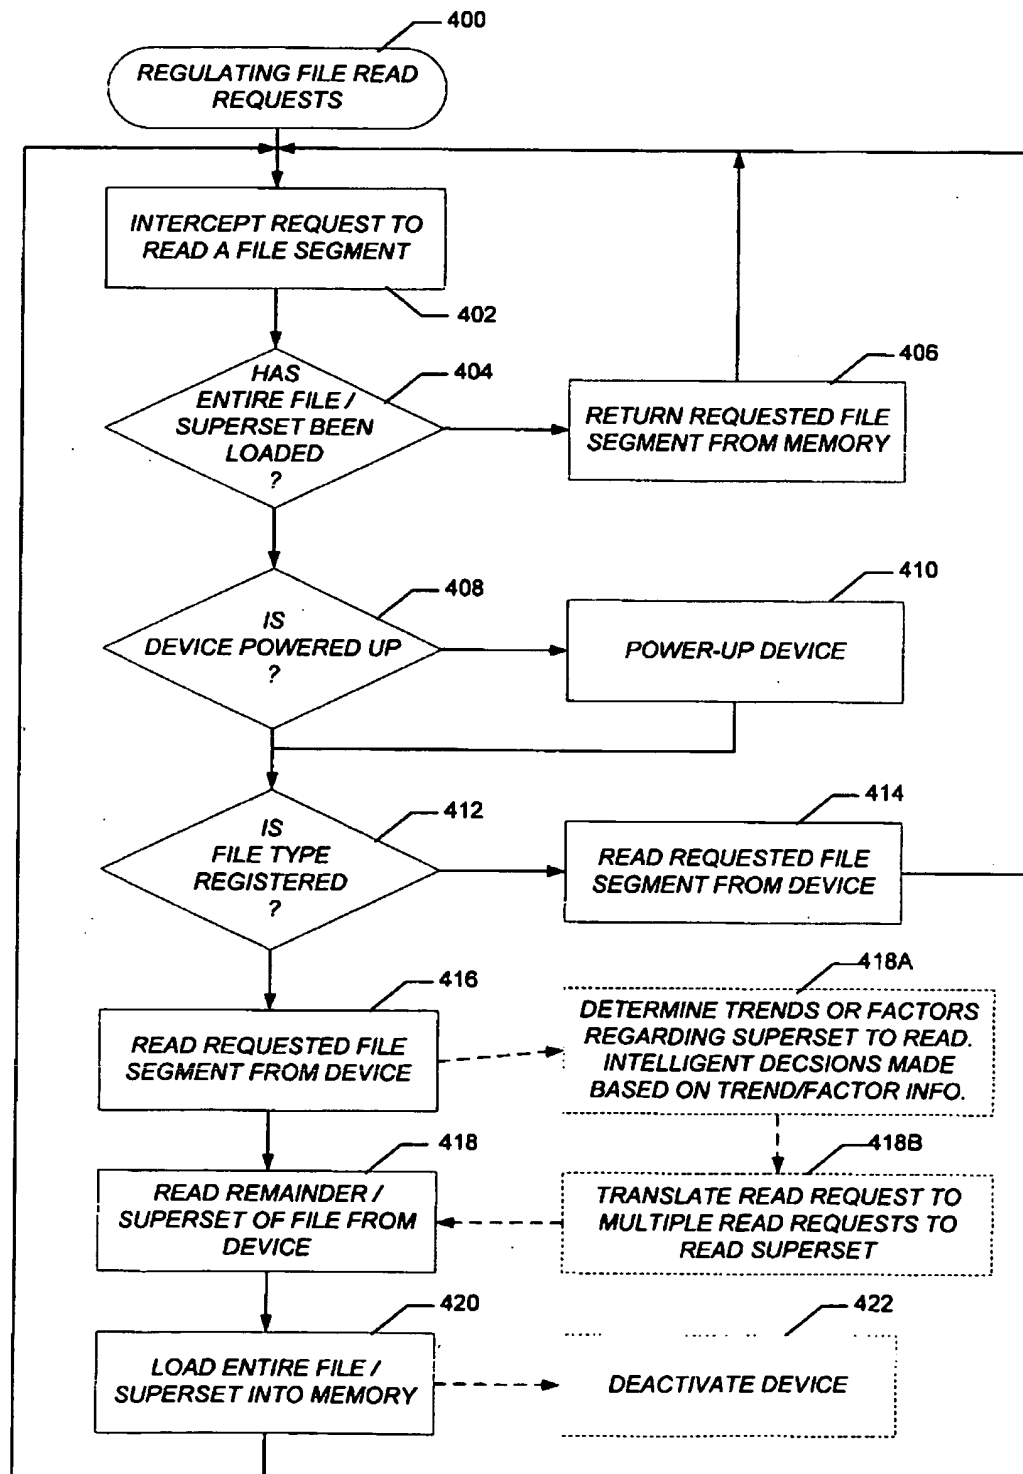 400
REGULATING FILE READ
REQUESTS
INTERCEPT REQUEST TO
READ A FILE SEGMENT
402
HAS
ENTIRE FILE /
SUPERSET BEEN
LOADED
?
404
406
RETURN REQUESTED FILE
SEGMENT FROM MEMORY
IS
DEVICE POWERED UP
?
408
410
POWER-UP DEVICE
IS
FILE TYPE
REGISTERED
?
412
414
READ REQUESTED FILE
SEGMENT FROM DEVICE
416
READ REQUESTED FILE
SEGMENT FROM DEVICE
418A
DETERMINE TRENDS OR FACTORS
REGARDING SUPERSET TO READ.
INTELLIGENT DECSIONS MADE
BASED ON TREND/FACTOR INFO.
418
READ REMAINDER /
SUPERSET OF FILE FROM
DEVICE
418B
TRANSLATE READ REQUEST TO
MULTIPLE READ REQUESTS TO
READ SUPERSET
420
LOAD ENTIRE FILE /
SUPERSET INTO MEMORY
422
DEACTIVATE DEVICE